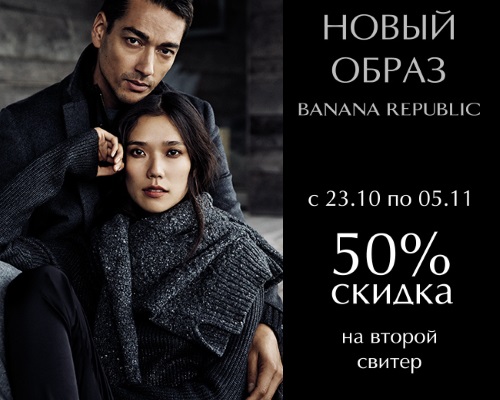 НОВЫЙ
ОБРАЗ
BANANA REPUBLIC
с 23.10 по 05.11
50%
скидка
на второй
свитер